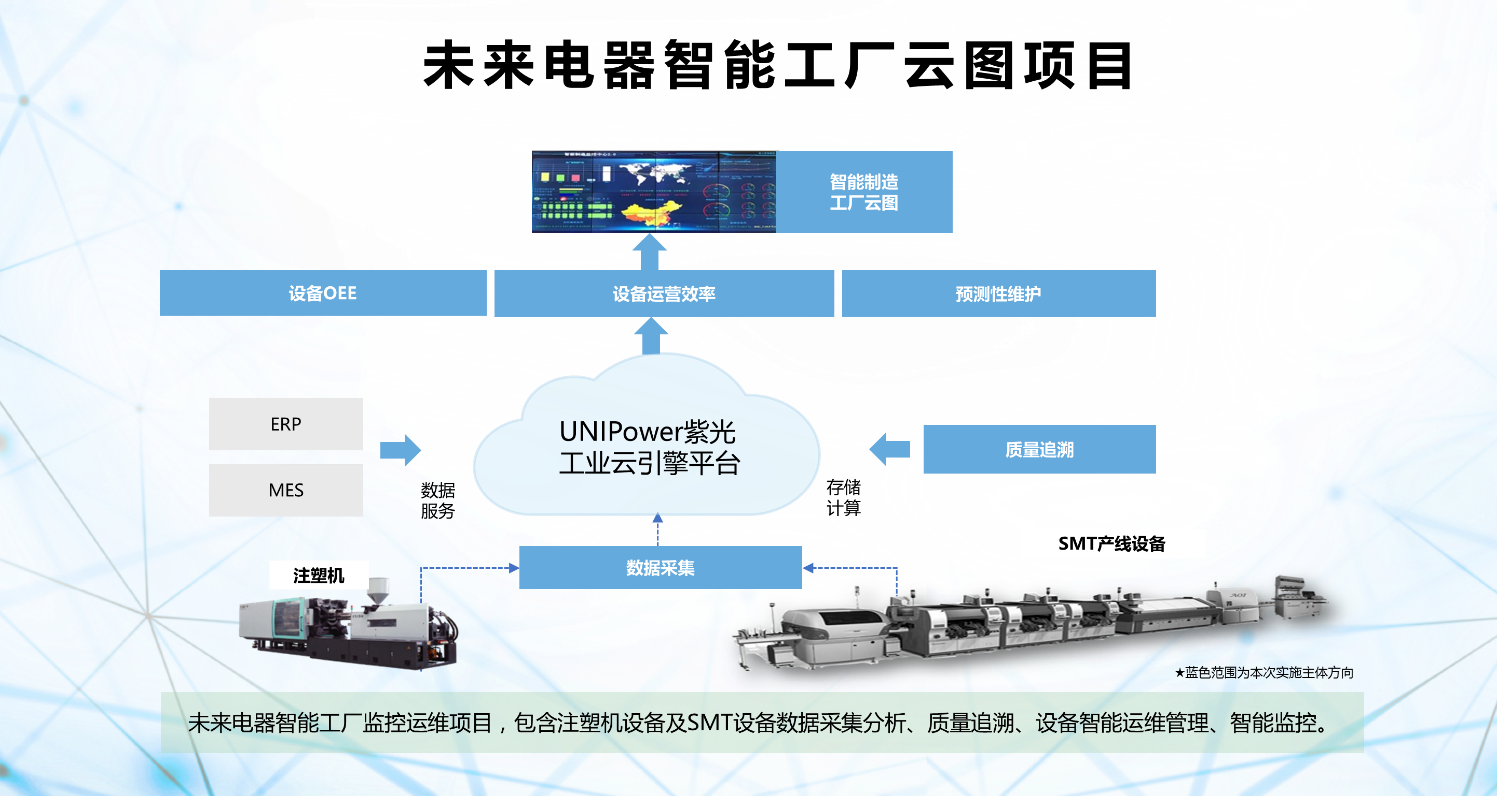 未来电器智能工厂云图项目
智能制造
工厂云图
设备OEE
设备运营效率
预测性维护
ERP
MES
数据
服务
UNIPower紫光
工业云引擎平台
存储
计算
质量追溯
SMT产线设备
注塑机
数据采集
★蓝色范围为本次实施主体方向
未来电器智能工厂监控运维项目，包含注塑机设备及SMT设备数据采集分析、质量追溯、设备智能运维管理、智能监控。